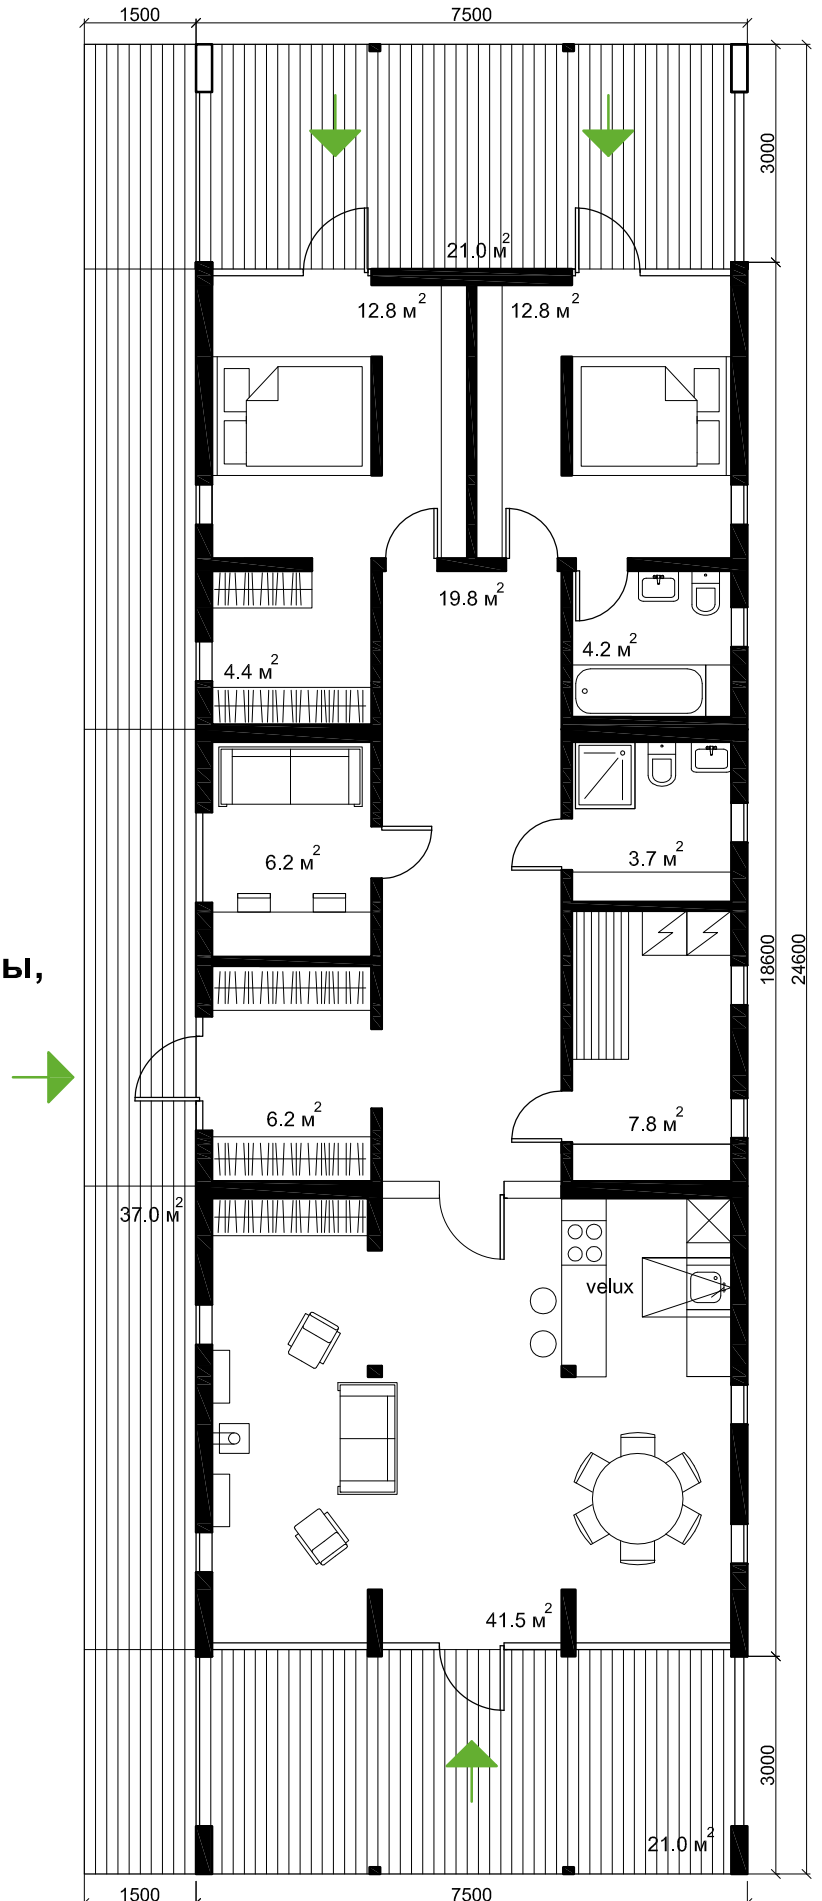 1500 7500
3000
21.0 м²
12.8 м² 12.8 м²
19.8 м²
4.2 м²
4.4 м²
3.7 м²
6.2 м²
18600
24600
ы,
6.2 м²
7.8 м²
37.0 м²
velux
41.5 м²
3000
21.0 м²
1500 7500